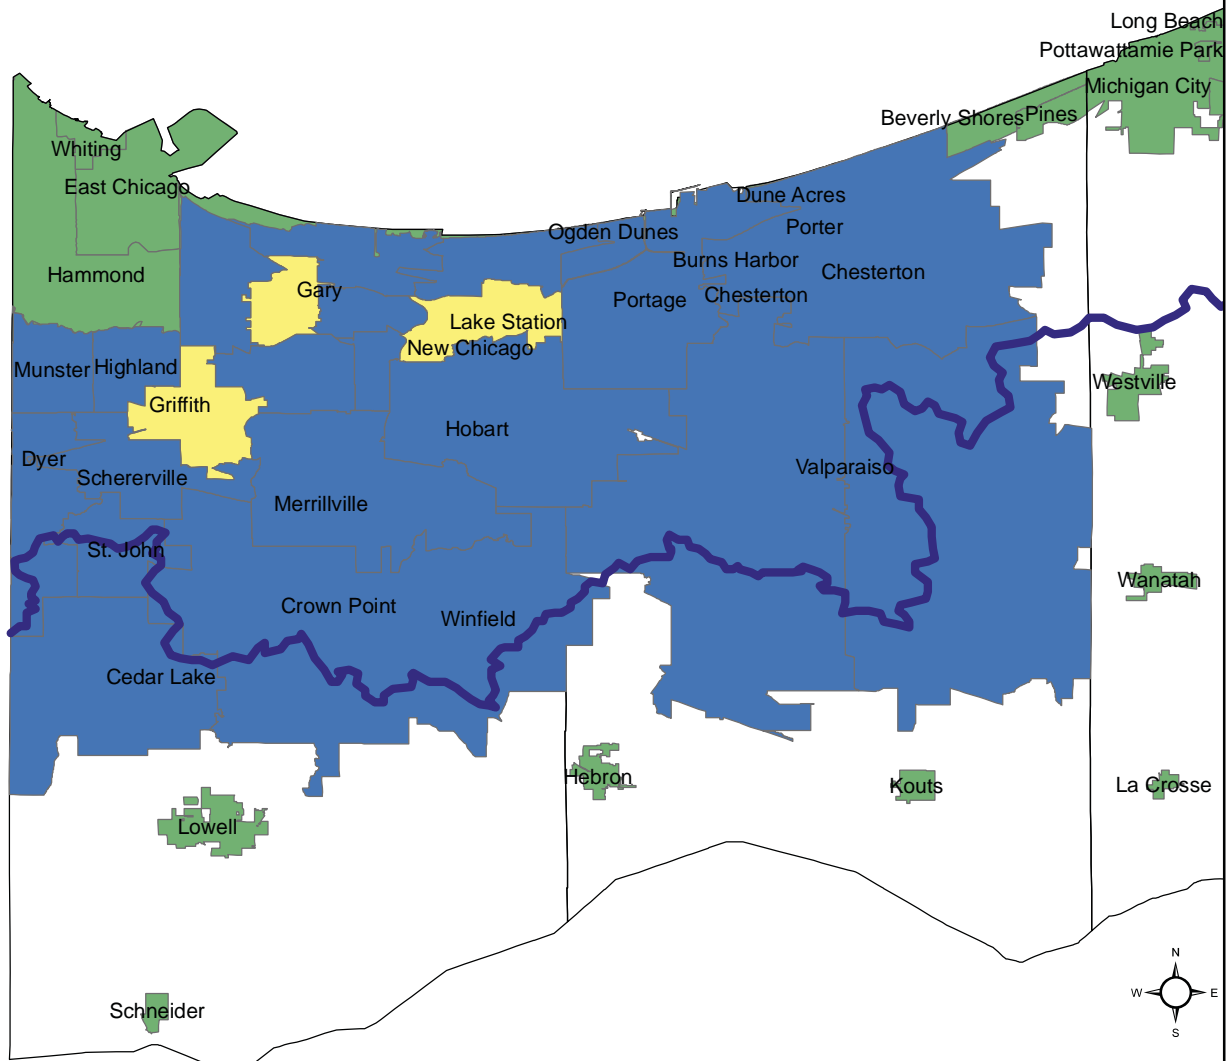 Long Beach
Pottawattamie Park
Michigan City
Beverly Shores
Pines
Whiting
East Chicago
Dune Acres
Ogden Dunes
Porter
Burns Harbor
Hammond
Chesterton
Gary
Portage
Chesterton
Lake Station
New Chicago
Munster
Highland
Westville
Griffith
Hobart
Dyer
Schererville
Valparaiso
Merrillville
St. John
Wanatah
Crown Point
Winfield
Cedar Lake
Hebron
Kouts
La Crosse
Lowell
Schneider
N
W
E
S